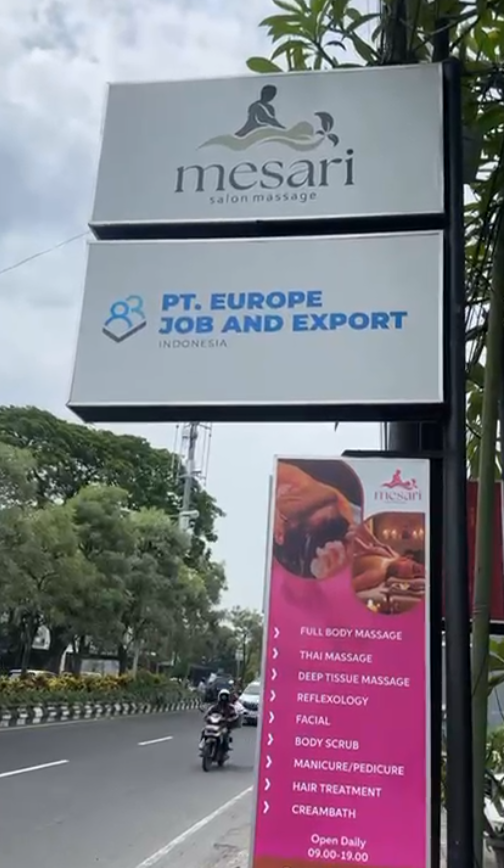 mesari
salon massage
PT. EUROPE
JOB AND EXPORT
INDONESIA
mesari
FULL BODY MASSAGE
THAI MASSAGE
DEEP TISSUE MASSAGE
REFLEXOLOGY
FACIAL
BODY SCRUB
MANICURE/PEDICURE
HAIR TREATMENT
CREAMBATH
Open Daily
09.00-19.00